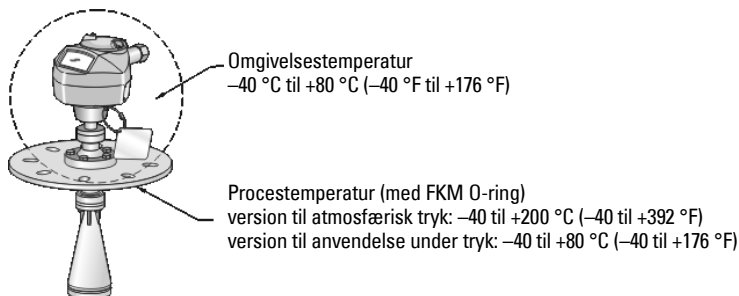 Omgivelsestemperatur
–40 °C til +80 °C (–40 °F til +176 °F)
Procestemperatur (med FKM O-ring)
version til atmosfærisk tryk: –40 til +200 °C (–40 til +392 °F)
version til anvendelse under tryk: –40 til +80 °C (–40 til +176 °F)